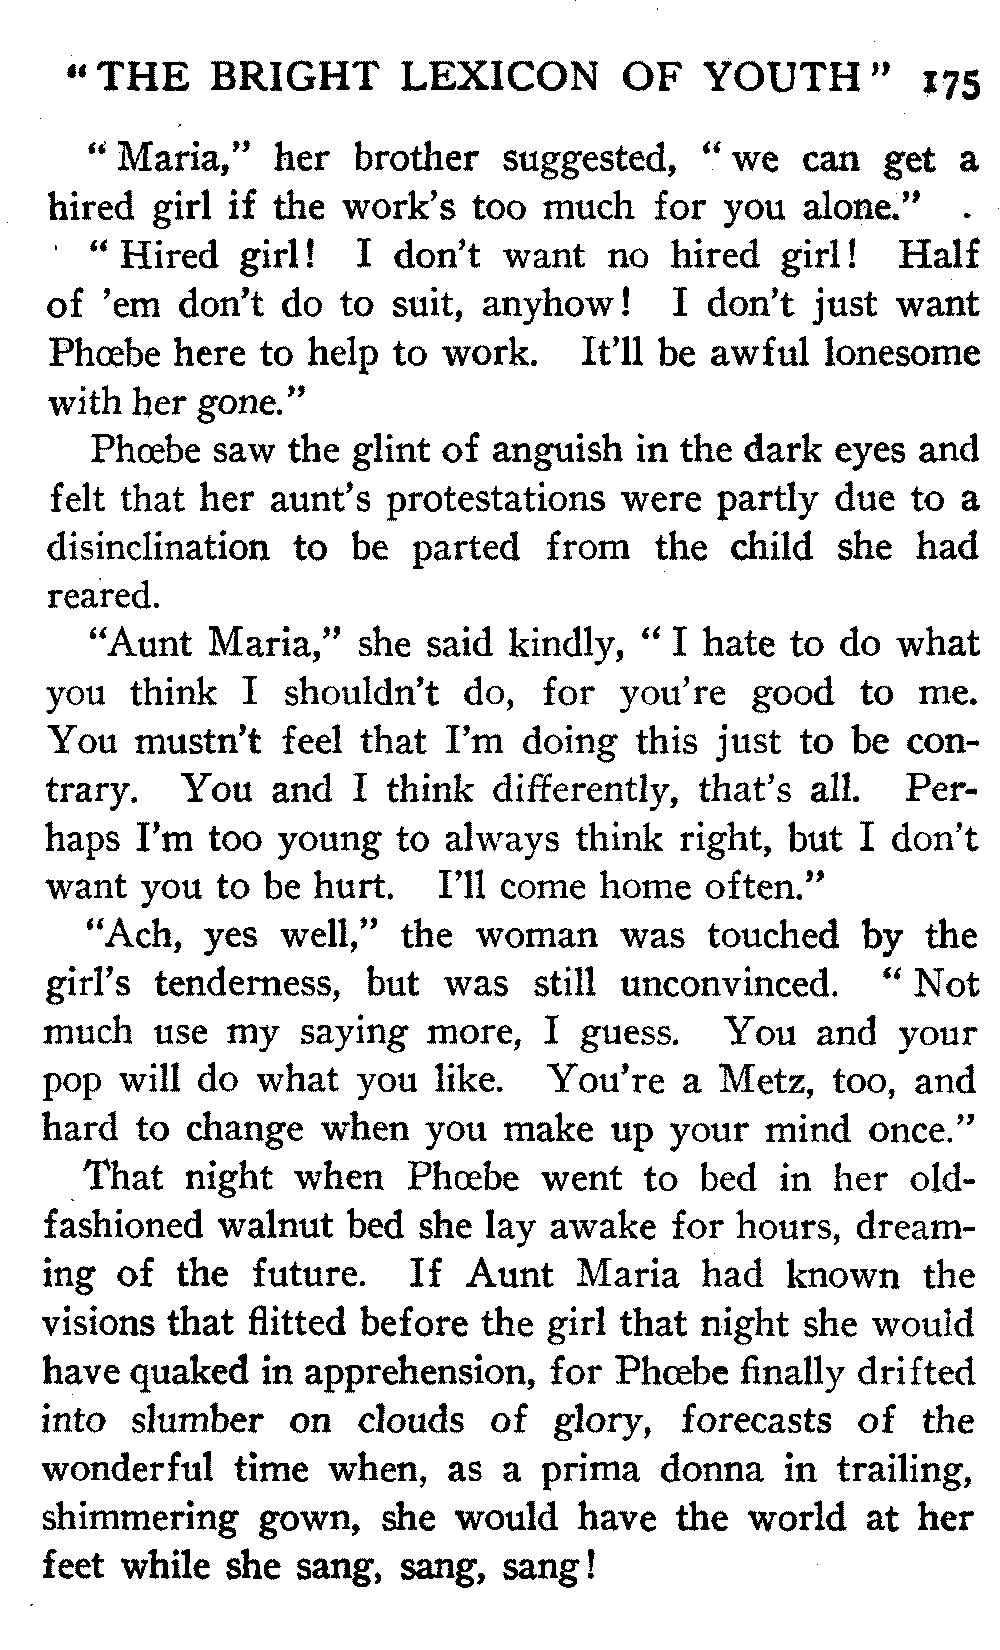 "THE BRIGHT LEXICON OF YOUTH" 175
"Maria," her brother suggested, "we can get a
hired girl if the work's too much for you alone."
"Hired girl! I don't want no hired girl! Half
of 'em don't do to suit, anyhow! I don't just want
Phœbe here to help to work. It'll be awful lonesome
with her gone."
Phœbe saw the glint of anguish in the dark eyes and
felt that her aunt's protestations were partly due to a
disinclination to be parted from the child she had
reared.
"Aunt Maria," she said kindly, "I hate to do what
you think I shouldn't do, for you're good to me.
You mustn't feel that I'm doing this just to be con-
trary. You and I think differently, that's all. Per-
haps I'm too young to always think right, but I don't
want you to be hurt. I'll come home often."
"Ach, yes well," the woman was touched by the
girl's tenderness, but was still unconvinced. "Not
much use my saying more, I guess. You and your
pop will do what you like. You're a Metz, too, and
hard to change when you make up your mind once."
That night when Phœbe went to bed in her old-
fashioned walnut bed she lay awake for hours, dream-
ing of the future. If Aunt Maria had known the
visions that flitted before the girl that night she would
have quaked in apprehension, for Phœbe finally drifted
into slumber on clouds of glory, forecasts of the
wonderful time when, as a prima donna in trailing,
shimmering gown, she would have the world at her
feet while she sang, sang, sang!